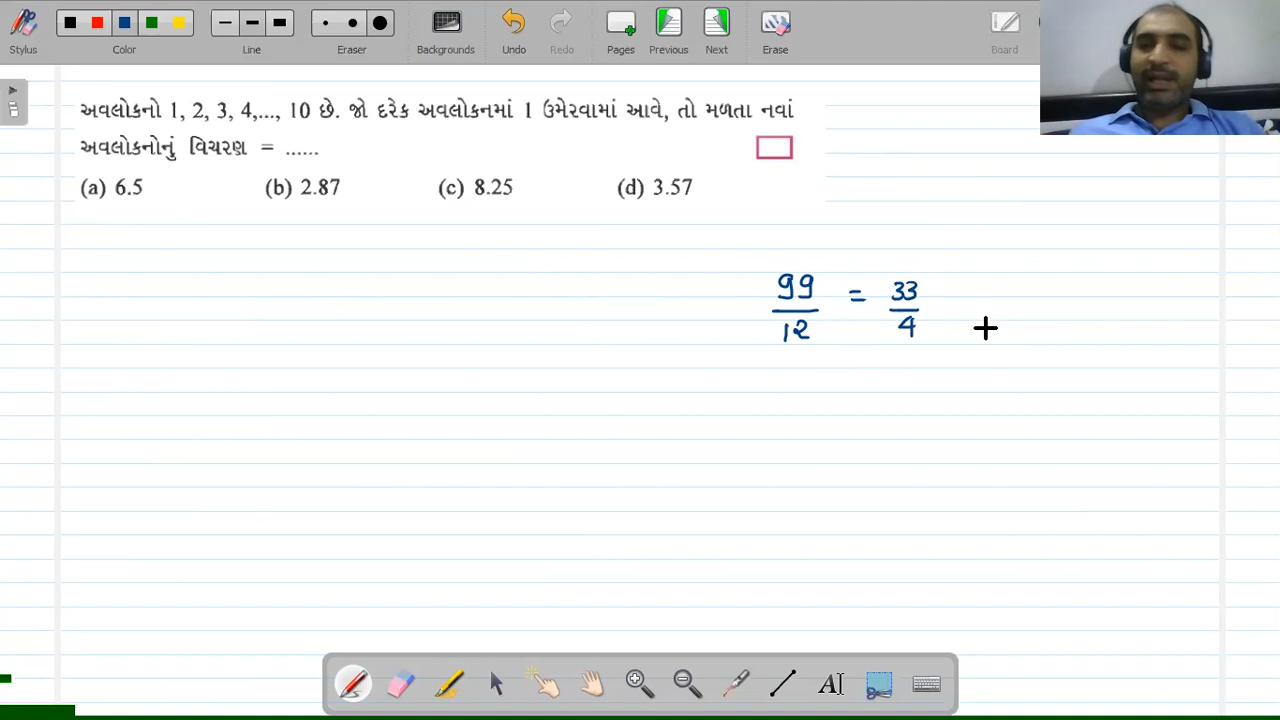 Stylus Color Line Eraser Backgrounds Undo Redo Pages Previous Next Erase Board
અવલોકનો 1, 2, 3, 4,..., 10 છે. જો દરેક અવલોકનમાં 1 ઉમેરવામાં આવે, તો મળતા નવાં
અવલોકનોનું વિચરણ = ......
(a) 6.5 (b) 2.87 (c) 8.25 (d) 3.57
99/12 = 33/4